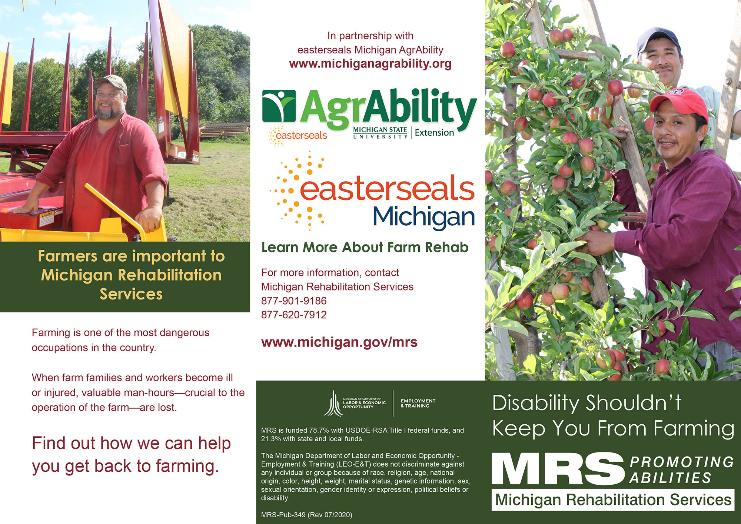 Farmers are important to
Michigan Rehabilitation
Services
Farming is one of the most dangerous
occupations in the country.
When farm families and workers become ill
or injured, valuable man-hours—crucial to the
operation of the farm—are lost.
Find out how we can help
you get back to farming.
In partnership with
easterseals Michigan AgrAbility
www.michiganagrability.org
AgrAbility
easterseals
MICHIGAN STATE
UNIVERSITY
Extension
easterseals
Michigan
Learn More About Farm Rehab
For more information, contact
Michigan Rehabilitation Services
877-901-9186
877-620-7912
www.michigan.gov/mrs
LABOR & ECONOMIC
OPPORTUNITY
EMPLOYMENT
& TRAINING
MRS is funded 78.7% with USDOE-RSA Title I federal funds, and
21.3% with state and local funds.
The Michigan Department of Labor and Economic Opportunity -
Employment & Training (LEO-E&T) does not discriminate against
any individual or group because of race, religion, age, national
origin, color, height, weight, marital status, genetic information, sex,
sexual orientation, gender identity or expression, political beliefs or
disability.
MRS-Pub-349 (Rev 07/2020)
Disability Shouldn't
Keep You From Farming
MRS PROMOTING
ABILITIES
Michigan Rehabilitation Services